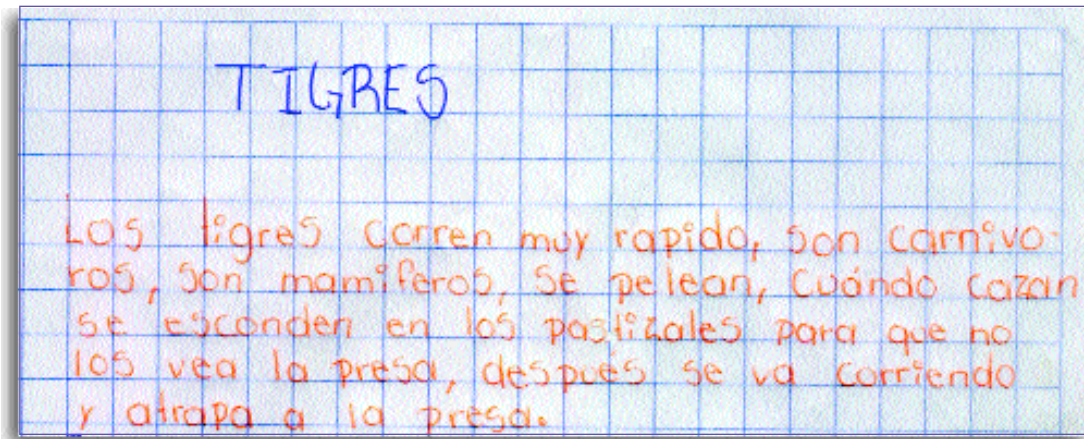 TIGRES
Los tigres corren muy rapido, son carnivo-
ros, son mamiferos, se pelean, Cuándo cazan
se esconden en los pastizales para que no
los vea la presa, después se va corriendo
y atrapa a la presa.